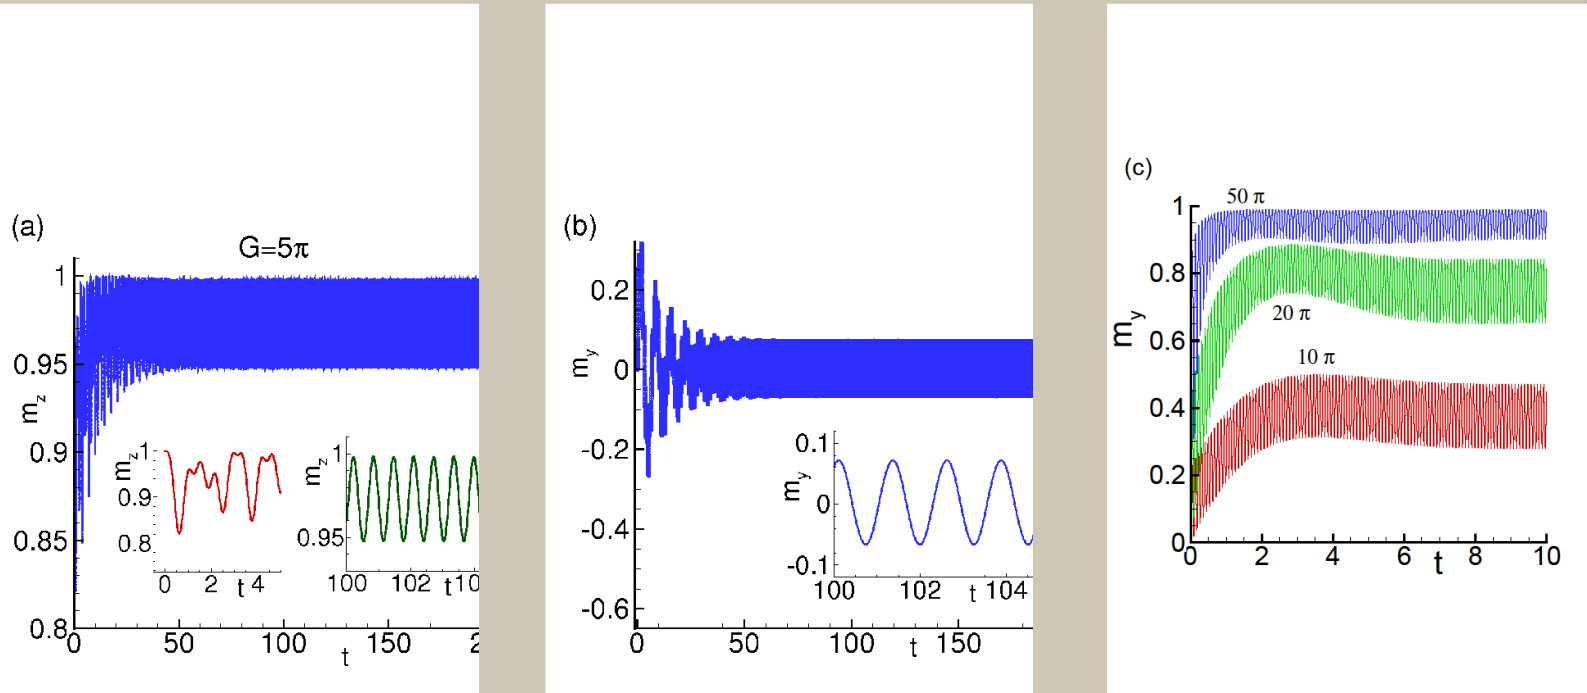 (a)
G=5π
1
0.95
0.9
0.85
0.8
m_z
0 50 100 150 2
t
m_z
1
0.9
0.8
0 2 t 4
m_z
1
0.95
100 102 t 10
(b)
0.2
0
-0.2
-0.4
-0.6
m_y
0 50 100 t 150
m_y
0.1
0
-0.1
100 102 t 104
(c)
50 π
20 π
10 π
1
0.8
0.6
0.4
0.2
0
m_y
0 2 4 6 t 8 10